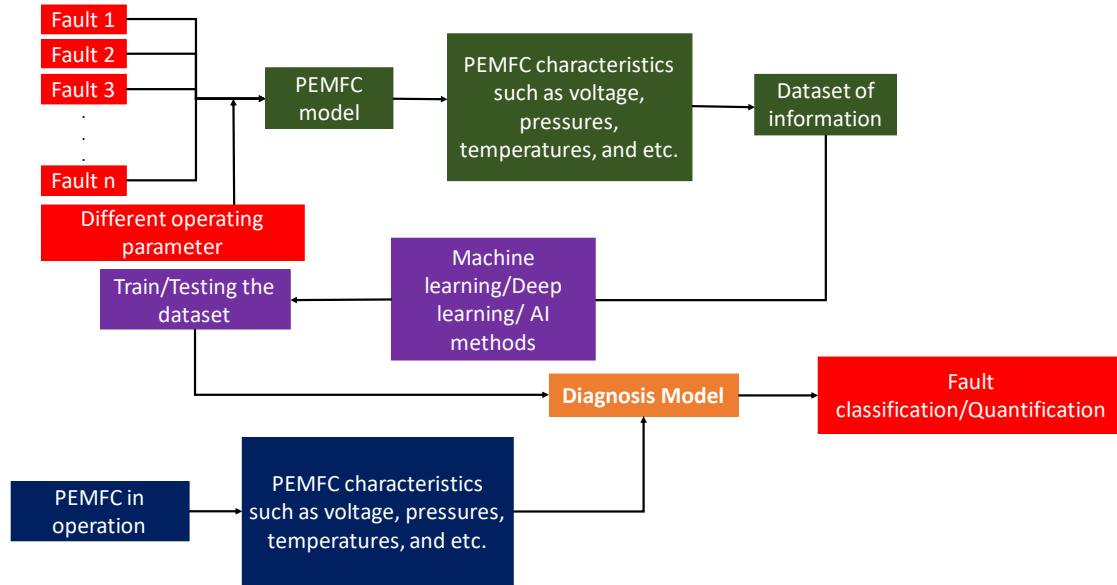 Fault 1
Fault 2
Fault 3
.
.
.
Fault n
Different operating
parameter
PEMFC
model
PEMFC characteristics
such as voltage,
pressures,
temperatures, and etc.
Dataset of
information
Machine
learning/Deep
learning/ AI
methods
Train/Testing the
dataset
Diagnosis Model
Fault
classification/Quantification
PEMFC in
operation
PEMFC characteristics
such as voltage, pressures,
temperatures, and etc.